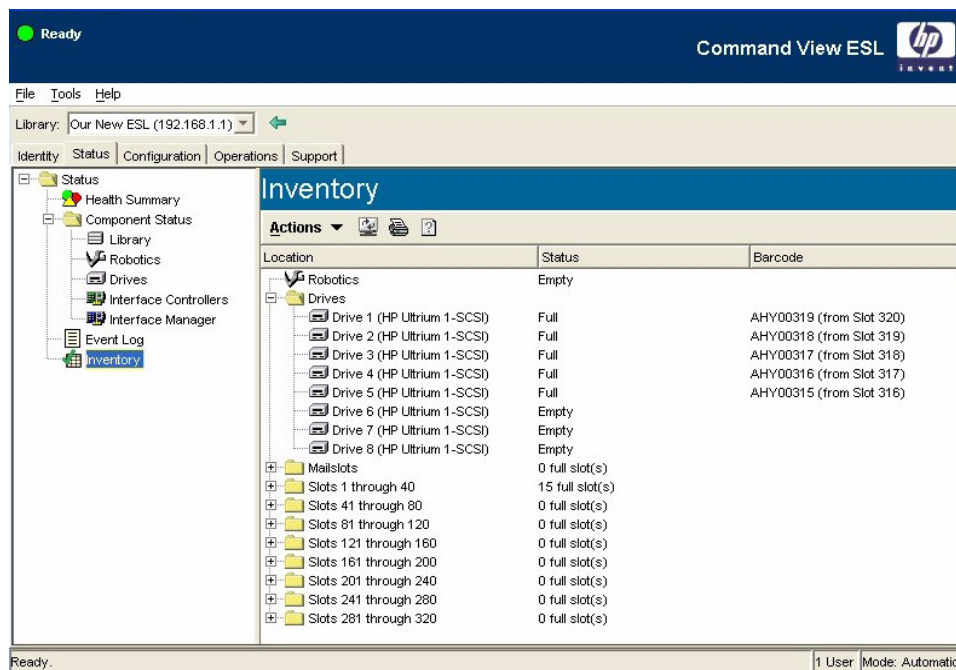 Ready
Command View ESL
hp
invent
File Tools Help
Library: Our New ESL (192.168.1.1)
Identity Status Configuration Operations Support
Status
Health Summary
Component Status
Library
Robotics
Drives
Interface Controllers
Interface Manager
Event Log
Inventory
Inventory
Actions
Location Status Barcode
Robotics Empty
Drives
Drive 1 (HP Ultrium 1-SCSI) Full AHY00319 (from Slot 320)
Drive 2 (HP Ultrium 1-SCSI) Full AHY00318 (from Slot 319)
Drive 3 (HP Ultrium 1-SCSI) Full AHY00317 (from Slot 318)
Drive 4 (HP Ultrium 1-SCSI) Full AHY00316 (from Slot 317)
Drive 5 (HP Ultrium 1-SCSI) Full AHY00315 (from Slot 316)
Drive 6 (HP Ultrium 1-SCSI) Empty
Drive 7 (HP Ultrium 1-SCSI) Empty
Drive 8 (HP Ultrium 1-SCSI) Empty
Mailslots 0 full slot(s)
Slots 1 through 40 15 full slot(s)
Slots 41 through 80 0 full slot(s)
Slots 81 through 120 0 full slot(s)
Slots 121 through 160 0 full slot(s)
Slots 161 through 200 0 full slot(s)
Slots 201 through 240 0 full slot(s)
Slots 241 through 280 0 full slot(s)
Slots 281 through 320 0 full slot(s)
Ready. 1 User Mode: Automatic